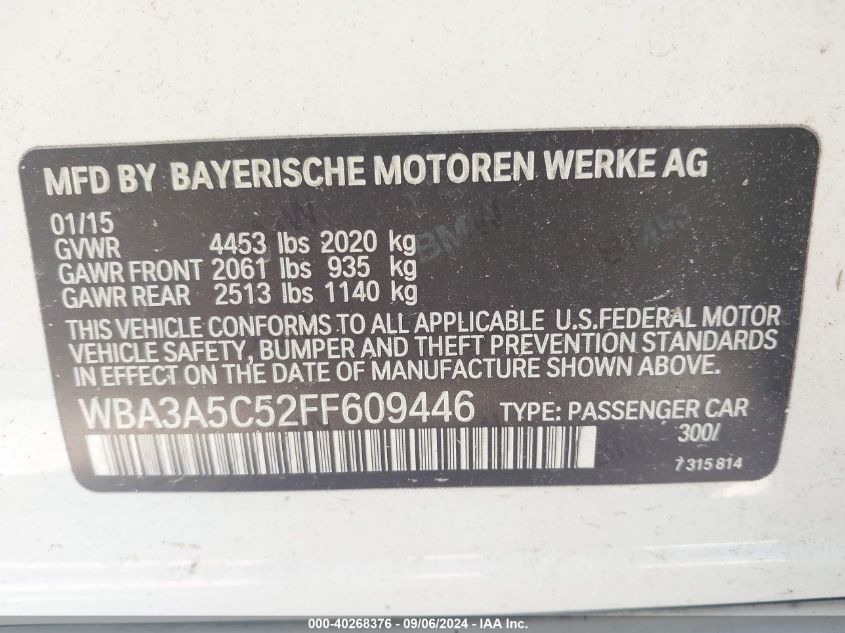 MFD BY BAYERISCHE MOTOREN WERKE AG
01/15
GVWR 4453 lbs 2020 kg
GAWR FRONT 2061 lbs 935 kg
GAWR REAR 2513 lbs 1140 kg
THIS VEHICLE CONFORMS TO ALL APPLICABLE U.S.FEDERAL MOTOR
VEHICLE SAFETY, BUMPER AND THEFT PREVENTION STANDARDS
IN EFFECT ON THE DATE OF MANUFACTURE SHOWN ABOVE.
WBA3A5C52FF609446 TYPE: PASSENGER CAR
300/
7315814
000-40268376 - 09/06/2024 - IAA Inc.